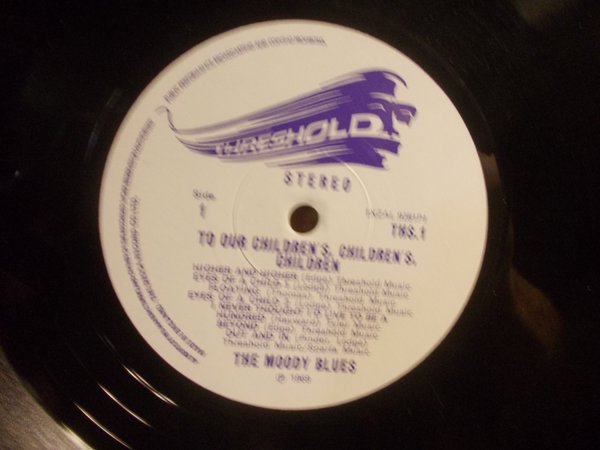 THRESHOLD
STEREO
Side.
1
THS.1
TO OUR CHILDREN'S, CHILDREN'S,
CHILDREN
HIGHER AND HIGHER (Edge) Threshold Music
EYES OF A CHILD 1 (Lodge) Threshold Music
FLOATING (Thomas) Threshold Music
EYES OF A CHILD 2 (Lodge) Threshold Music
I NEVER THOUGHT I'D LIVE TO BE A
HUNDRED (Hayward) Tyler Music
BEYOND (Edge) Threshold Music
OUT AND IN (Pinder, Lodge)
Threshold Music/Sparta Music
THE MOODY BLUES
℗ 1969